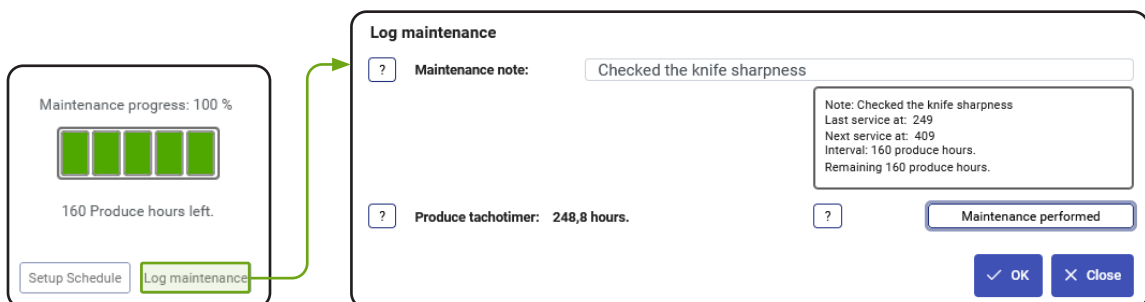 Maintenance progress: 100 %
160 Produce hours left.
Setup Schedule
Log maintenance
Log maintenance
? Maintenance note: Checked the knife sharpness
Note: Checked the knife sharpness
Last service at: 249
Next service at: 409
Interval: 160 produce hours.
Remaining 160 produce hours.
? Produce tachotimer: 248,8 hours. ? Maintenance performed
OK
Close